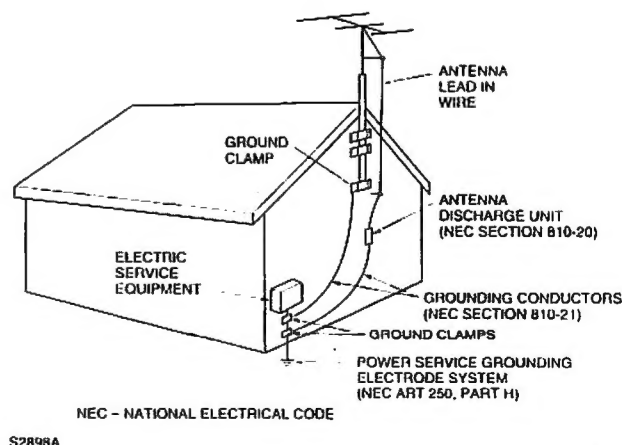 ANTENNA
LEAD IN
WIRE
GROUND
CLAMP
ANTENNA
DISCHARGE UNIT
(NEC SECTION 810-20)
ELECTRIC
SERVICE
EQUIPMENT
GROUNDING CONDUCTORS
(NEC SECTION 810-21)
GROUND CLAMPS
POWER SERVICE GROUNDING
ELECTRODE SYSTEM
(NEC ART 250, PART H)
NEC – NATIONAL ELECTRICAL CODE
S2898A